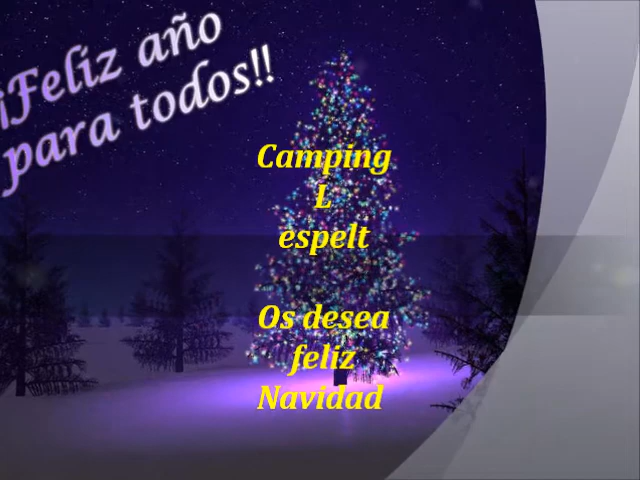 ¡Feliz año
para todos!!
Camping
L
espelt
Os desea
feliz
Navidad